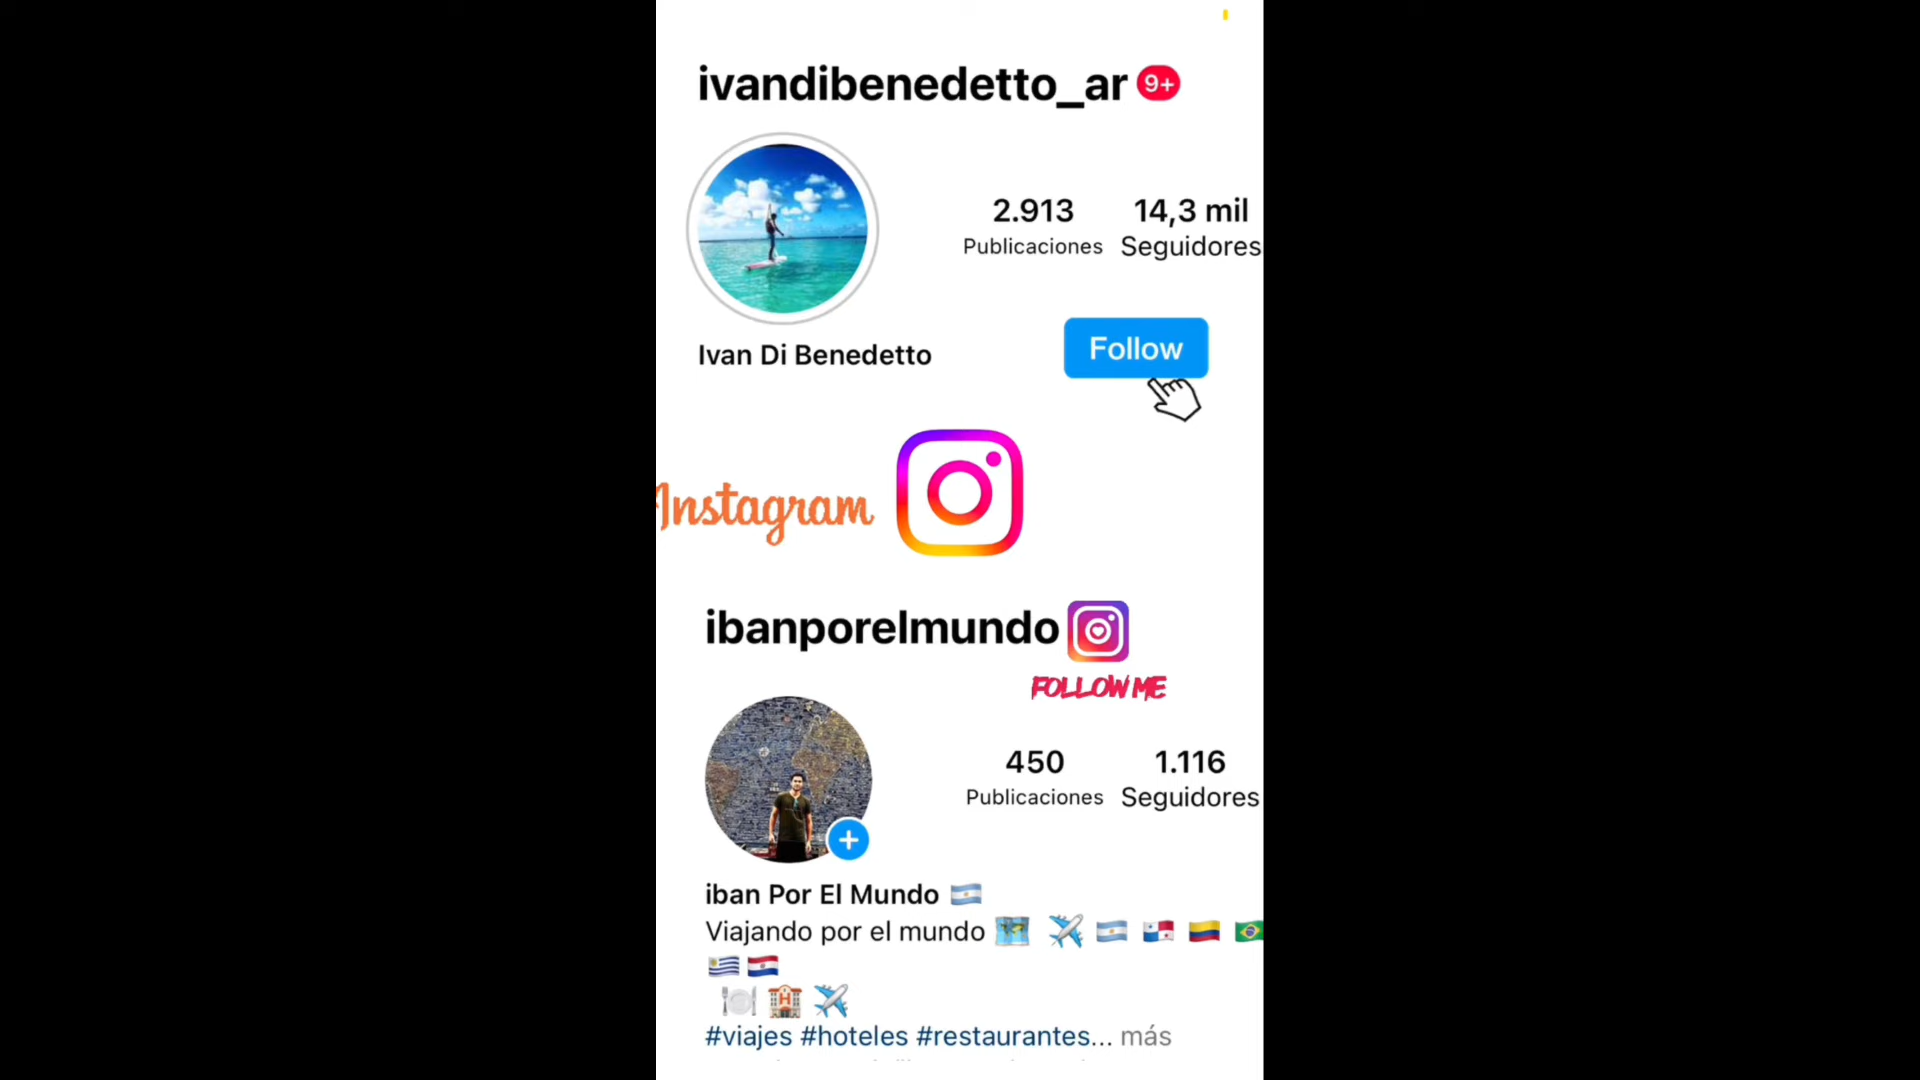 ivandibenedetto_ar 9+
2.913 14,3 mil
Publicaciones Seguidores
Ivan Di Benedetto
Follow
Instagram
ibanporelmundo
FOLLOW ME
450 1.116
Publicaciones Seguidores
iban Por El Mundo
Viajando por el mundo
#viajes #hoteles #restaurantes... más